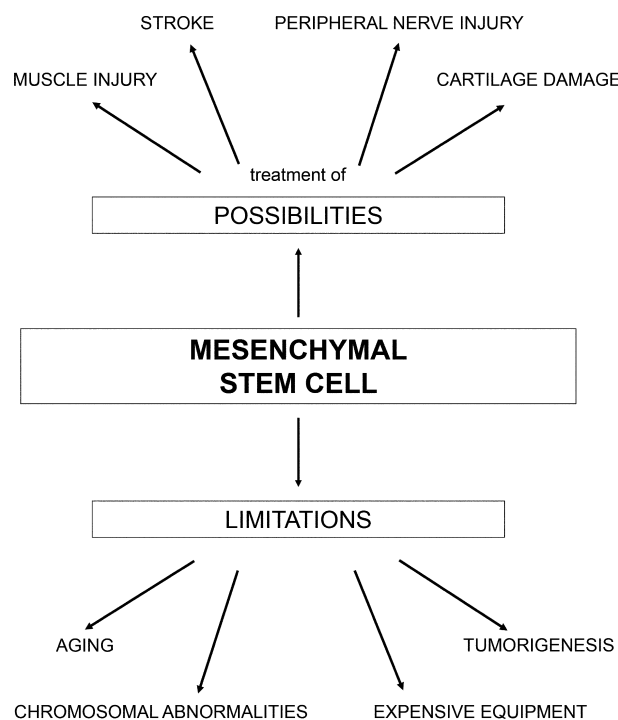 STROKE
PERIPHERAL NERVE INJURY
MUSCLE INJURY
CARTILAGE DAMAGE
treatment of
POSSIBILITIES
MESENCHYMAL
STEM CELL
LIMITATIONS
AGING
TUMORIGENESIS
CHROMOSOMAL ABNORMALITIES
EXPENSIVE EQUIPMENT